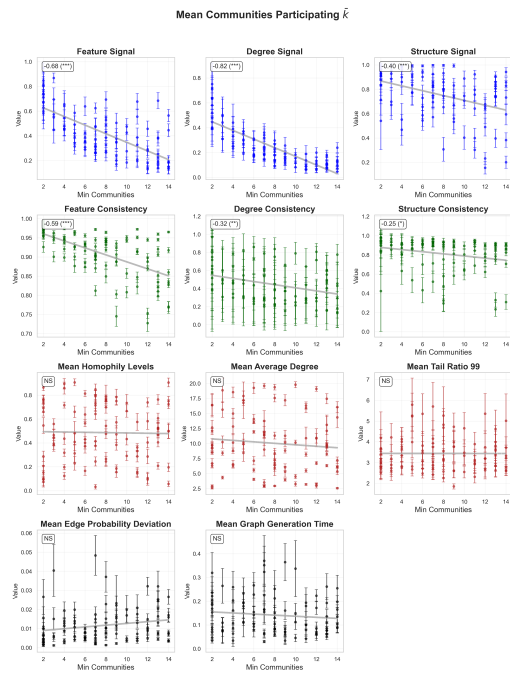 Mean Communities Participating k̄
Feature Signal
Degree Signal
Structure Signal
-0.68 (***)
-0.82 (***)
-0.40 (***)
Value
1.0
0.8
0.6
0.4
0.2
2 4 6 8 10 12 14
Min Communities
Value
0.8
0.6
0.4
0.2
0.0
2 4 6 8 10 12 14
Min Communities
Value
1.0
0.8
0.6
0.4
0.2
2 4 6 8 10 12 14
Min Communities
Feature Consistency
Degree Consistency
Structure Consistency
-0.59 (***)
-0.32 (**)
-0.25 (*)
Value
1.00
0.95
0.90
0.85
0.80
0.75
0.70
2 4 6 8 10 12 14
Min Communities
Value
1.2
1.0
0.8
0.6
0.4
0.2
0.0
2 4 6 8 10 12 14
Min Communities
Value
1.2
1.0
0.8
0.6
0.4
0.2
0.0
2 4 6 8 10 12 14
Min Communities
Mean Homophily Levels
Mean Average Degree
Mean Tail Ratio 99
NS
NS
NS
Value
0.8
0.6
0.4
0.2
0.0
2 4 6 8 10 12 14
Min Communities
Value
20.0
17.5
15.0
12.5
10.0
7.5
5.0
2.5
2 4 6 8 10 12 14
Min Communities
Value
7
6
5
4
3
2
2 4 6 8 10 12 14
Min Communities
Mean Edge Probability Deviation
Mean Graph Generation Time
NS
NS
Value
0.06
0.05
0.04
0.03
0.02
0.01
0.00
2 4 6 8 10 12 14
Min Communities
Value
0.4
0.3
0.2
0.1
0.0
2 4 6 8 10 12 14
Min Communities